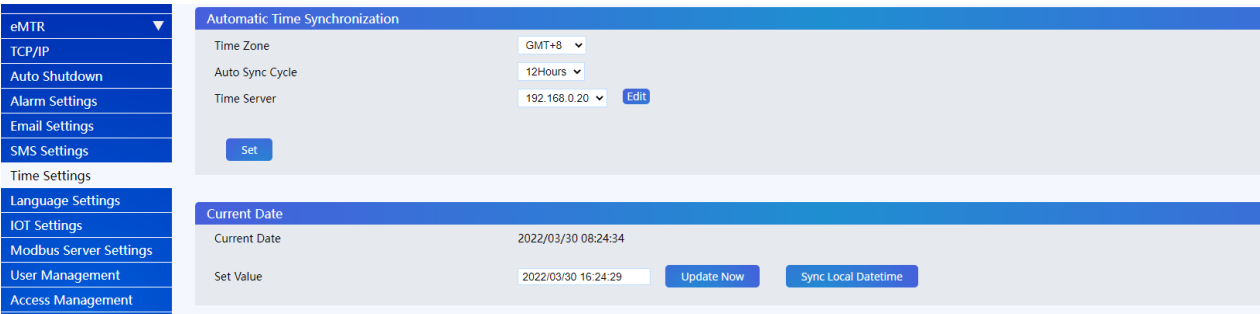 eMTR
TCP/IP
Auto Shutdown
Alarm Settings
Email Settings
SMS Settings
Time Settings
Language Settings
IOT Settings
Modbus Server Settings
User Management
Access Management
Automatic Time Synchronization
Time Zone GMT+8
Auto Sync Cycle 12Hours
Time Server 192.168.0.20 Edit
Set
Current Date
Current Date 2022/03/30 08:24:34
Set Value 2022/03/30 16:24:29 Update Now Sync Local Datetime